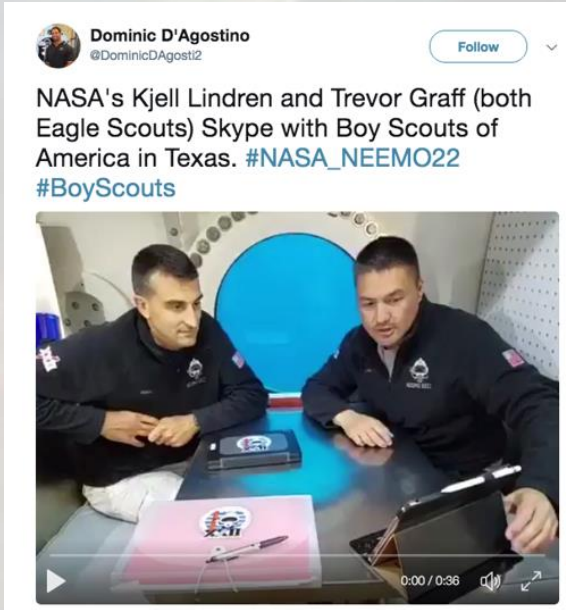 Dominic D'Agostino
@DominicDAgosti2
Follow
NASA's Kjell Lindren and Trevor Graff (both
Eagle Scouts) Skype with Boy Scouts of
America in Texas. #NASA_NEEMO22
#BoyScouts
0:00 / 0:36